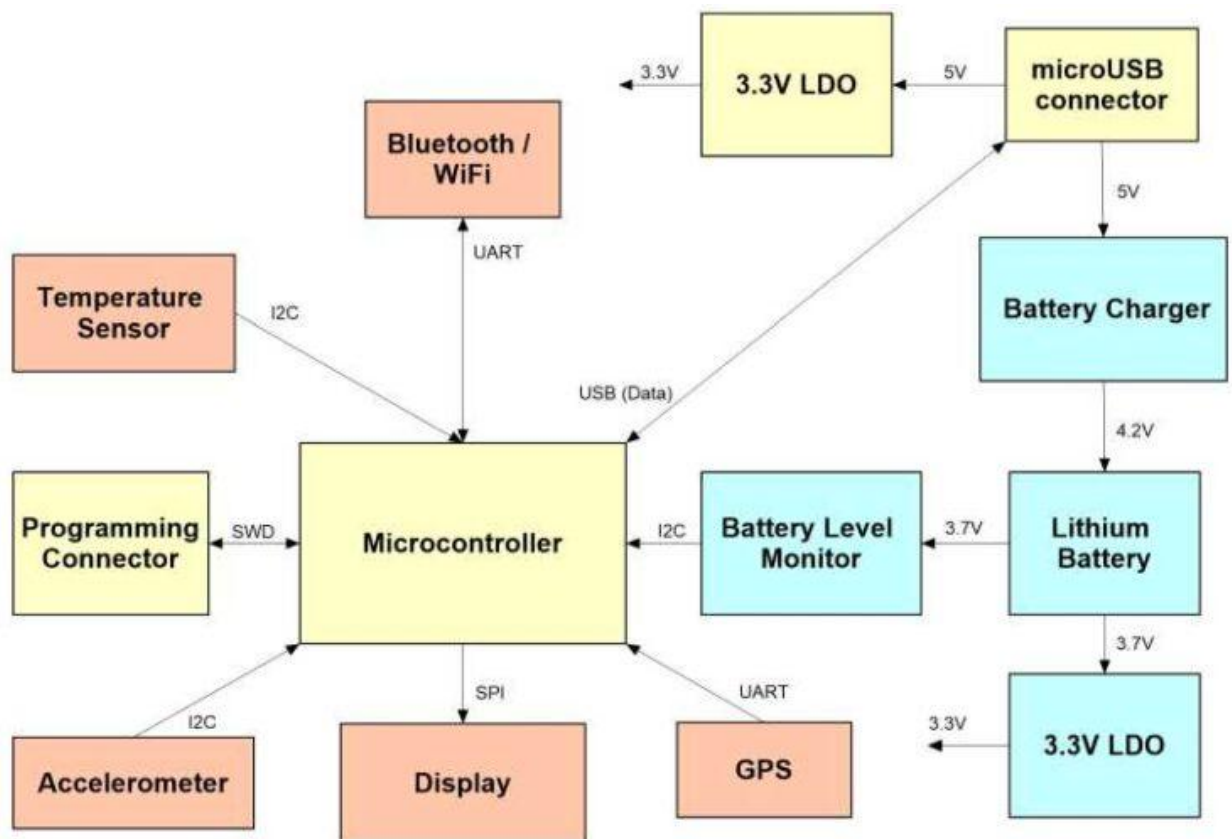 3.3V
3.3V LDO
5V
microUSB
connector
Bluetooth /
WiFi
5V
UART
Temperature
Sensor
I2C
Battery Charger
USB (Data)
4.2V
Programming
Connector
SWD
Microcontroller
I2C
Battery Level
Monitor
3.7V
Lithium
Battery
3.7V
I2C
SPI
UART
3.3V
3.3V LDO
Accelerometer
Display
GPS